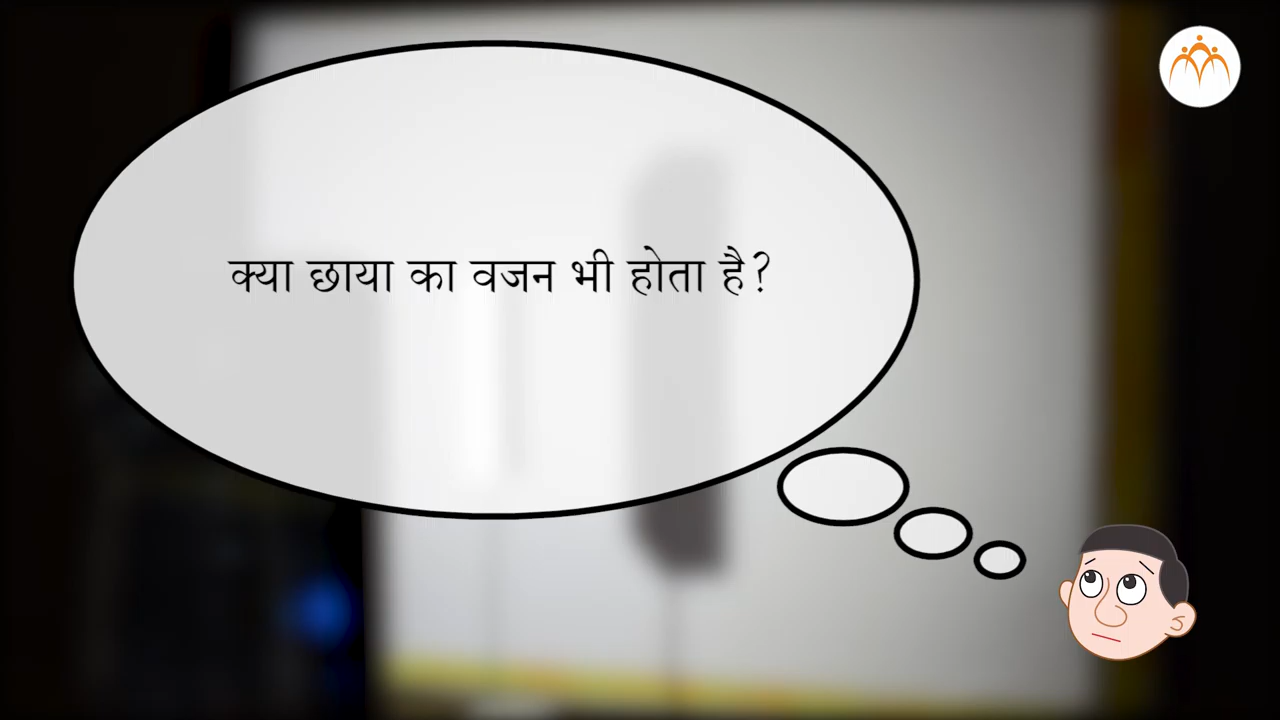 क्या छाया का वजन भी होता है?